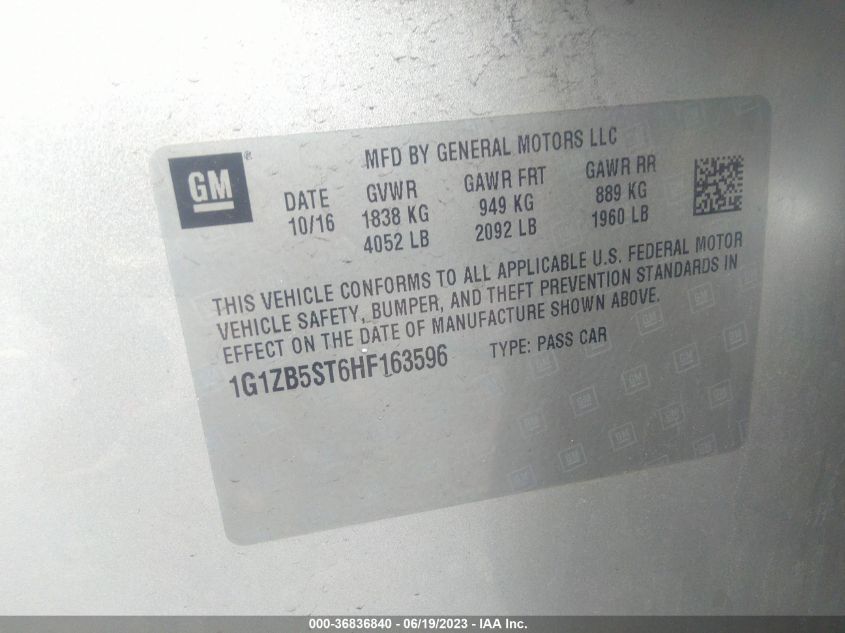 GM ®
MFD BY GENERAL MOTORS LLC
DATE GVWR GAWR FRT GAWR RR
10/16 1838 KG 949 KG 889 KG
4052 LB 2092 LB 1960 LB
THIS VEHICLE CONFORMS TO ALL APPLICABLE U.S. FEDERAL MOTOR
VEHICLE SAFETY, BUMPER, AND THEFT PREVENTION STANDARDS IN
EFFECT ON THE DATE OF MANUFACTURE SHOWN ABOVE.
1G1ZB5ST6HF163596 TYPE: PASS CAR
000-36836840 - 06/19/2023 - IAA Inc.